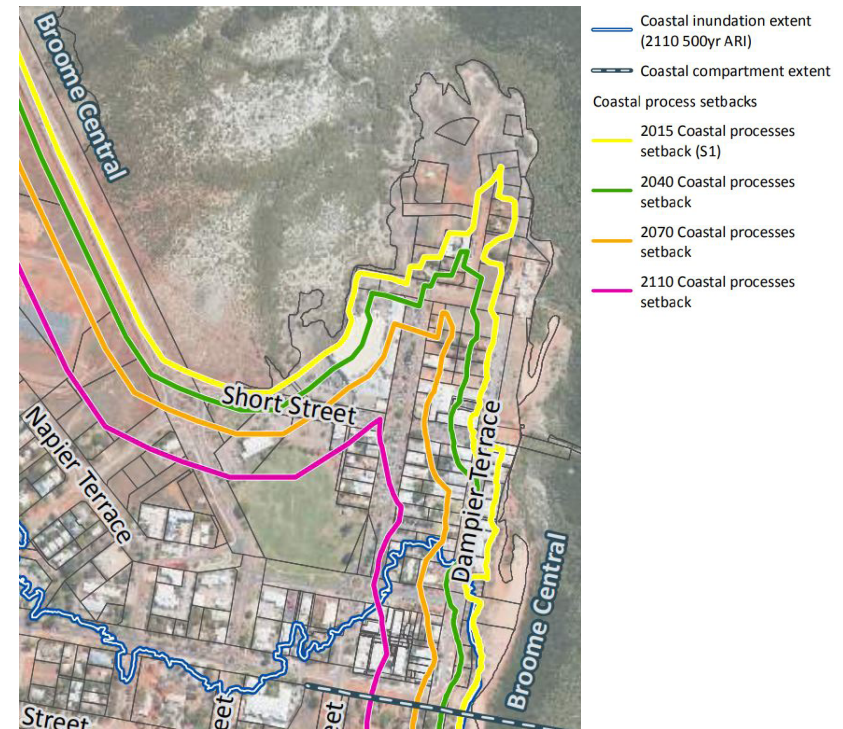 Broome Central
Short Street
Napier Terrace
Dampier Terrace
Broome Central
Street
eet
eet
Coastal inundation extent
(2110 500yr ARI)
Coastal compartment extent
Coastal process setbacks
2015 Coastal processes
setback (S1)
2040 Coastal processes
setback
2070 Coastal processes
setback
2110 Coastal processes
setback